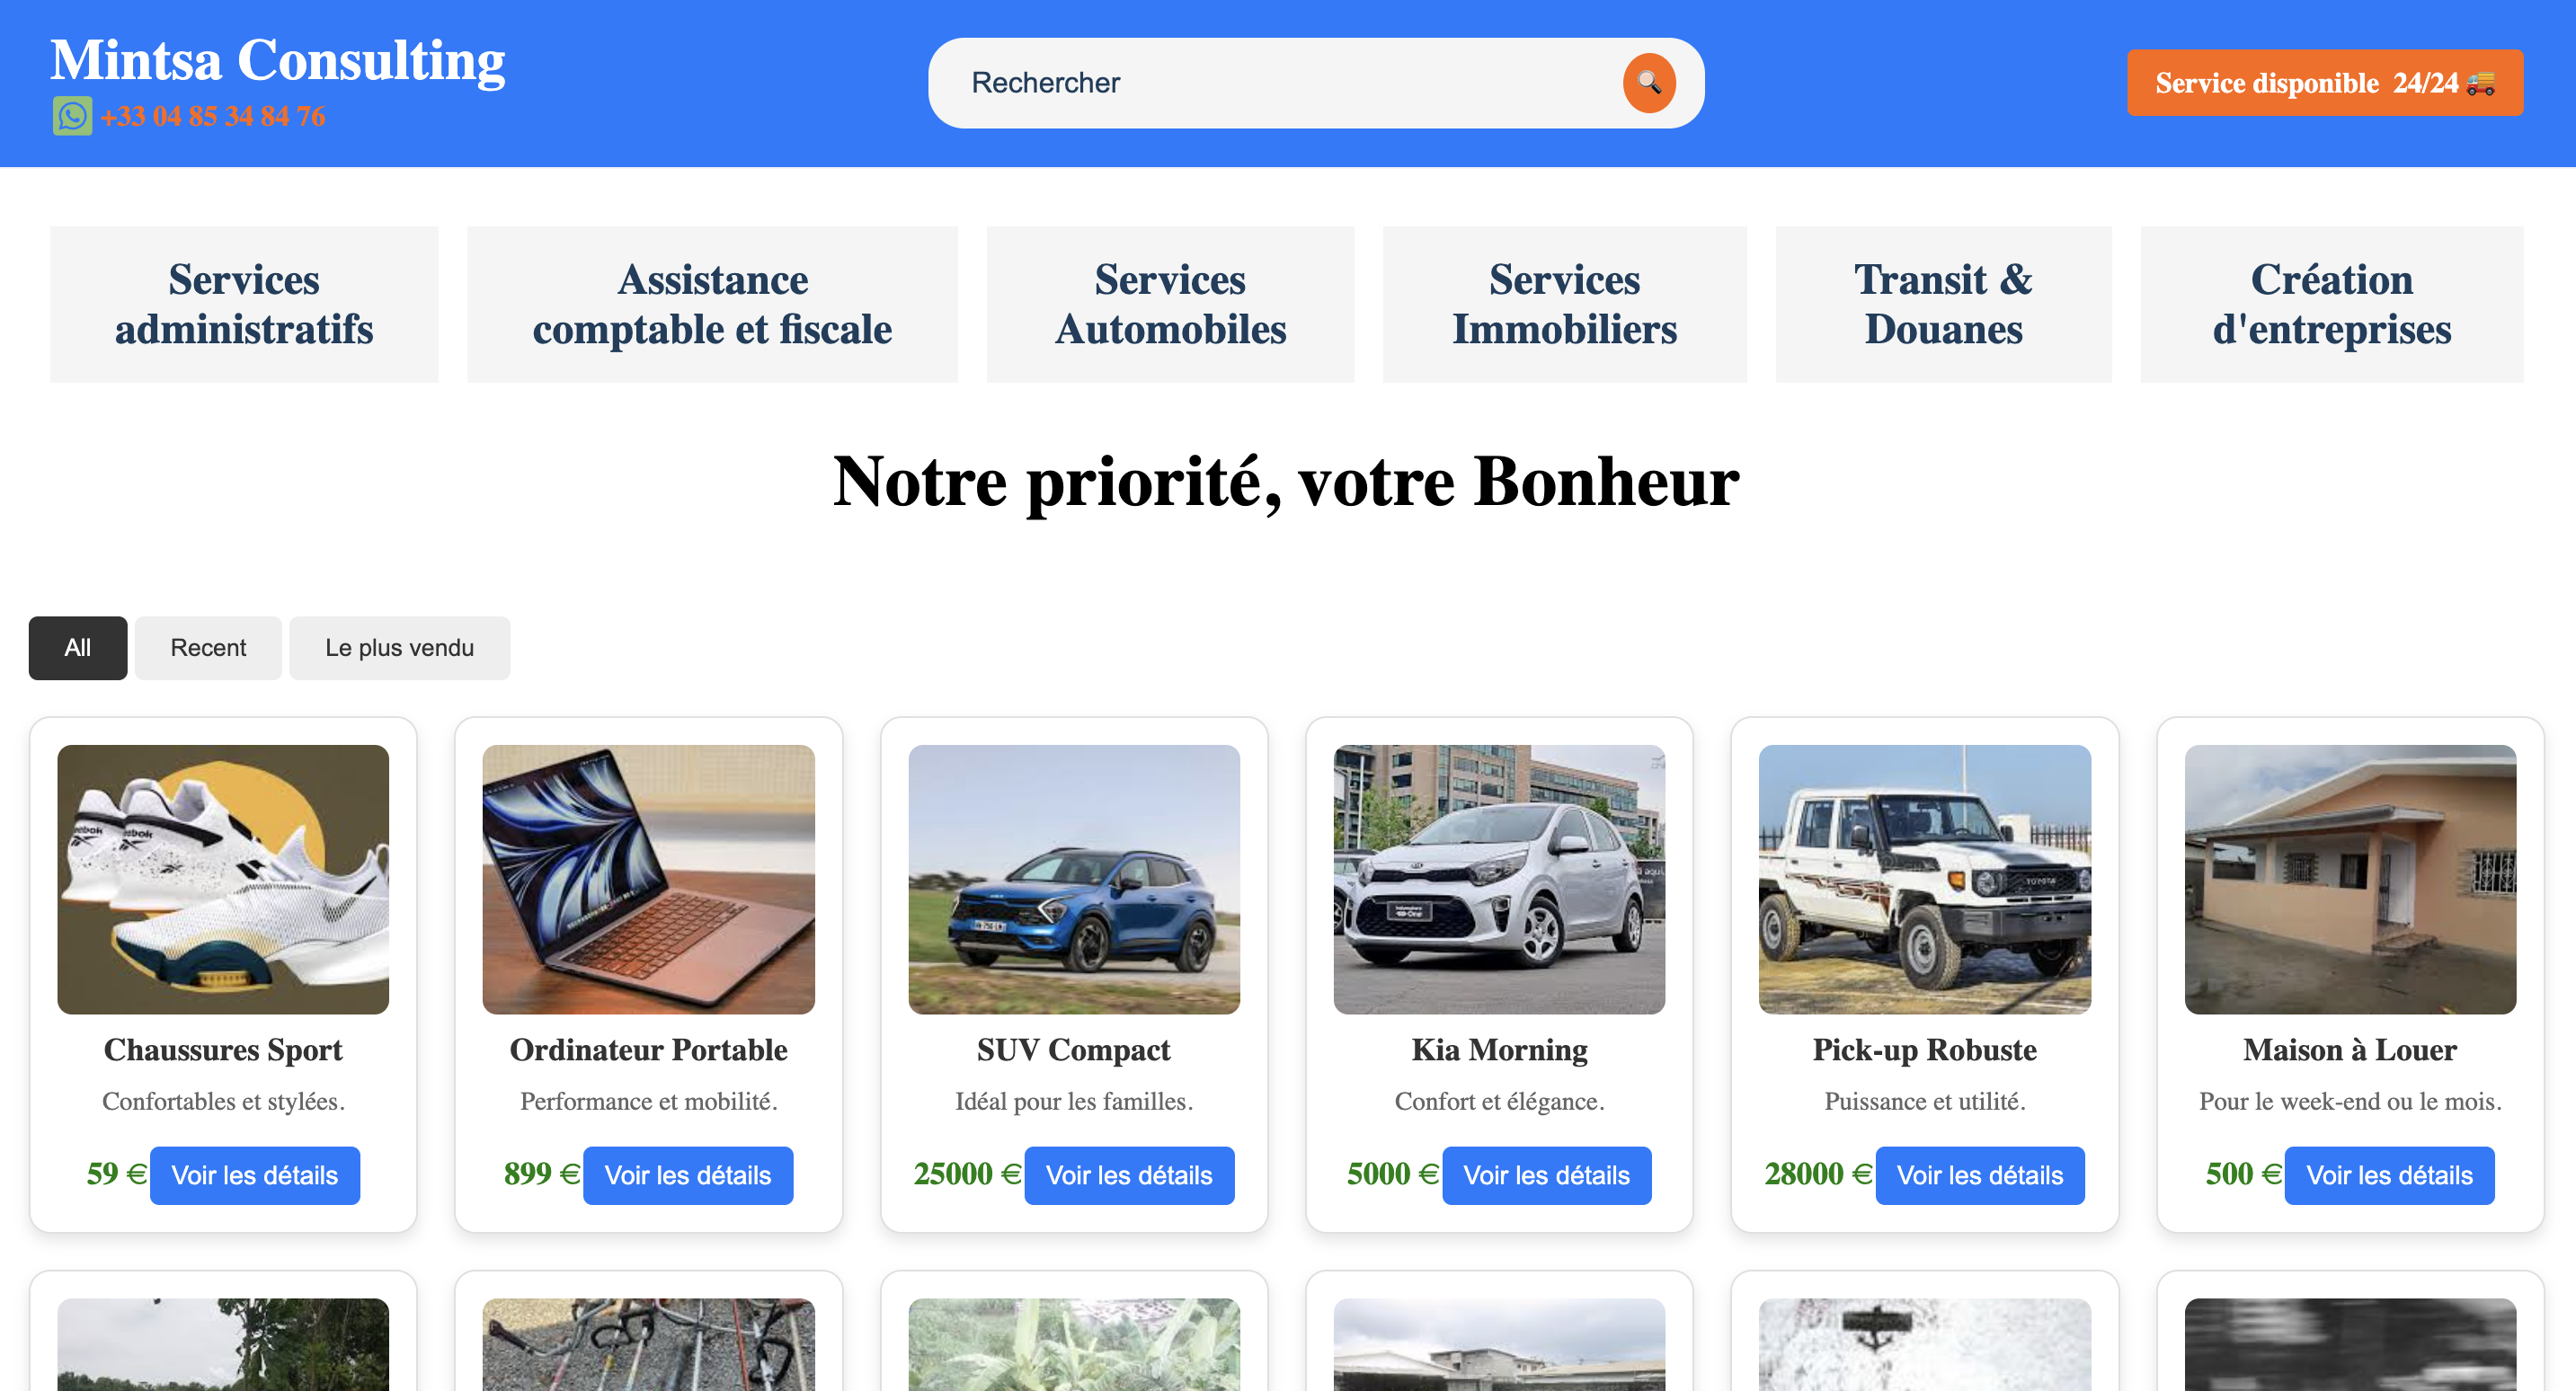 Mintsa Consulting
+33 04 85 34 84 76
Rechercher
Service disponible 24/24
Services
administratifs
Assistance
comptable et fiscale
Services
Automobiles
Services
Immobiliers
Transit &
Douanes
Création
d'entreprises
Notre priorité, votre Bonheur
All
Recent
Le plus vendu
TOYOTA
Chaussures Sport
Confortables et stylées.
59 €
Voir les détails
Ordinateur Portable
Performance et mobilité.
899 €
Voir les détails
SUV Compact
Idéal pour les familles.
25000 €
Voir les détails
Kia Morning
Confort et élégance.
5000 €
Voir les détails
Pick-up Robuste
Puissance et utilité.
28000 €
Voir les détails
Maison à Louer
Pour le week-end ou le mois.
500 €
Voir les détails